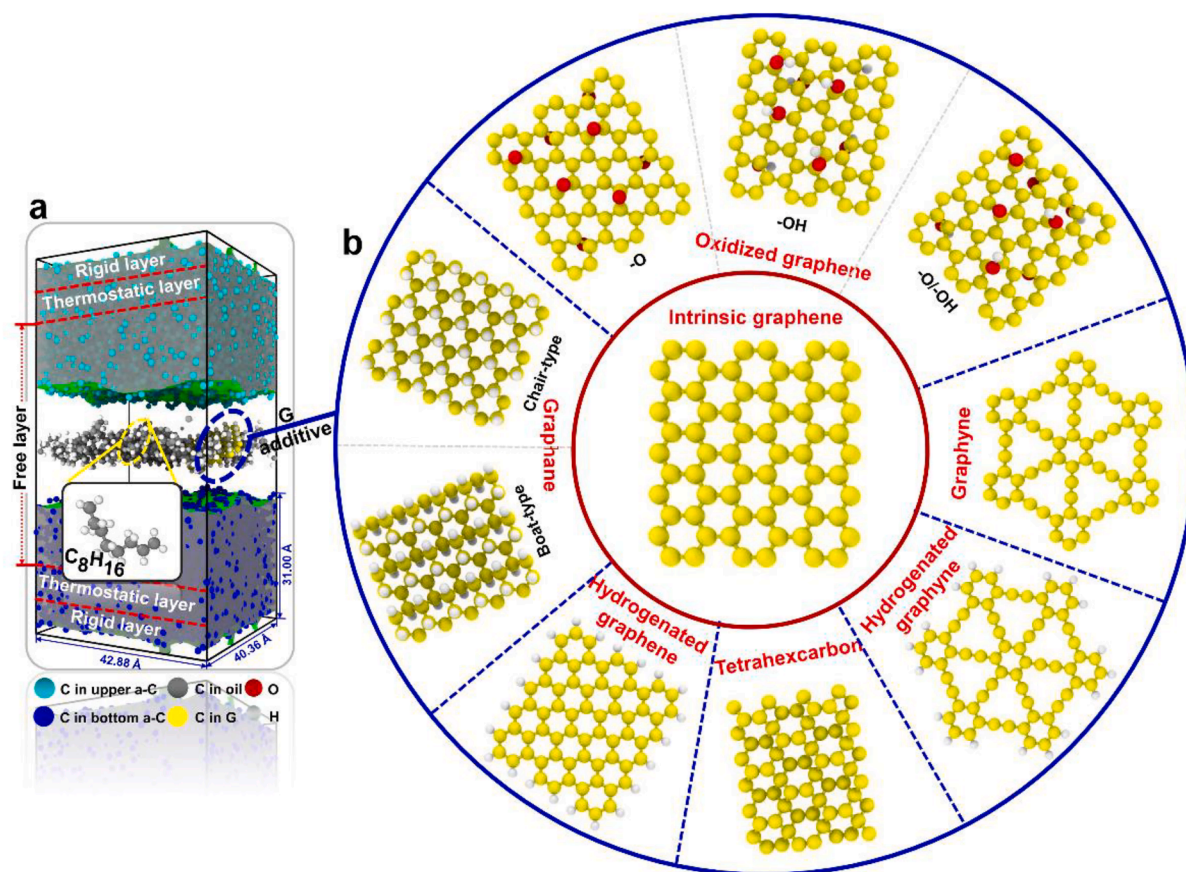 a
Rigid layer
Thermostatic layer
Free layer
G
additive
C₈H₁₆
31.00 Å
Thermostatic layer
Rigid layer
42.88 Å
40.36 Å
C in upper a-C
C in oil
O
C in bottom a-C
C in G
H
b
-O
-OH
-O/-OH
Oxidized graphene
Intrinsic graphene
Chair-type
Graphane
Boat-type
Graphyne
Hydrogenated
graphyne
Tetrahexcarbon
Hydrogenated
graphene